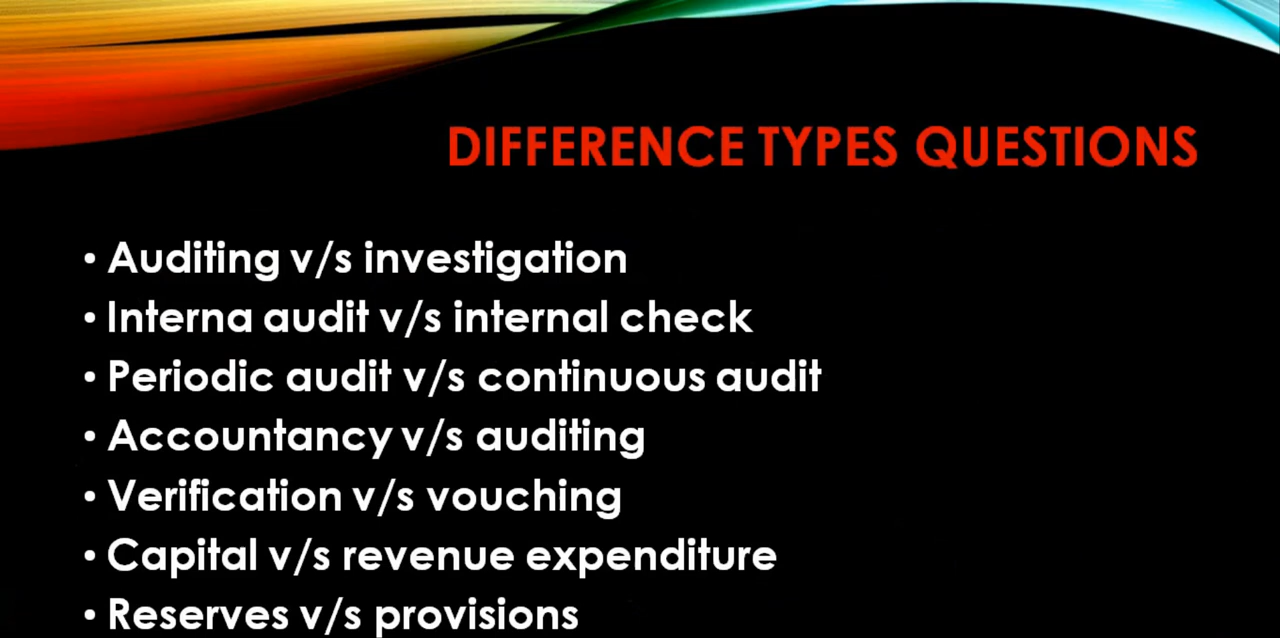 DIFFERENCE TYPES QUESTIONS
• Auditing v/s investigation
• Interna audit v/s internal check
• Periodic audit v/s continuous audit
• Accountancy v/s auditing
• Verification v/s vouching
• Capital v/s revenue expenditure
• Reserves v/s provisions